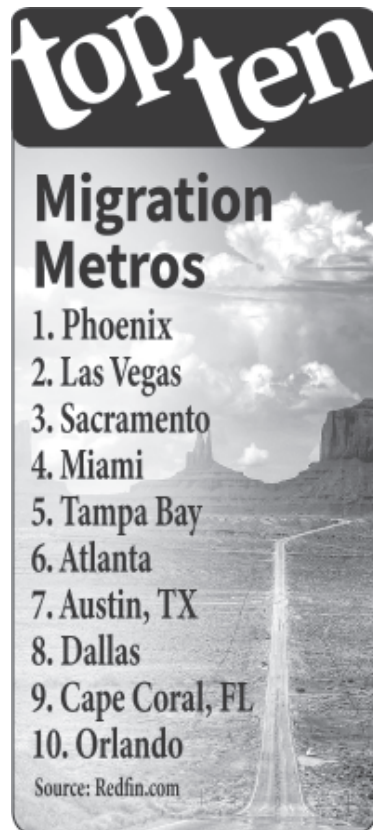 top ten
Migration
Metros
1. Phoenix
2. Las Vegas
3. Sacramento
4. Miami
5. Tampa Bay
6. Atlanta
7. Austin, TX
8. Dallas
9. Cape Coral, FL
10. Orlando
Source: Redfin.com